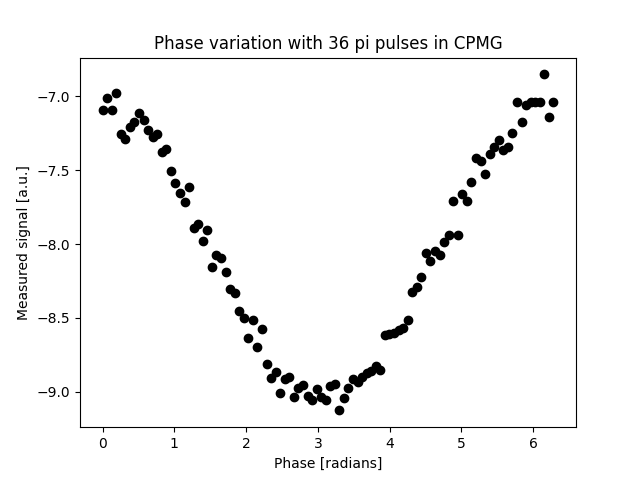 Phase variation with 36 pi pulses in CPMG
−7.0
−7.5
−8.0
−8.5
−9.0
Measured signal [a.u.]
0 1 2 3 4 5 6
Phase [radians]